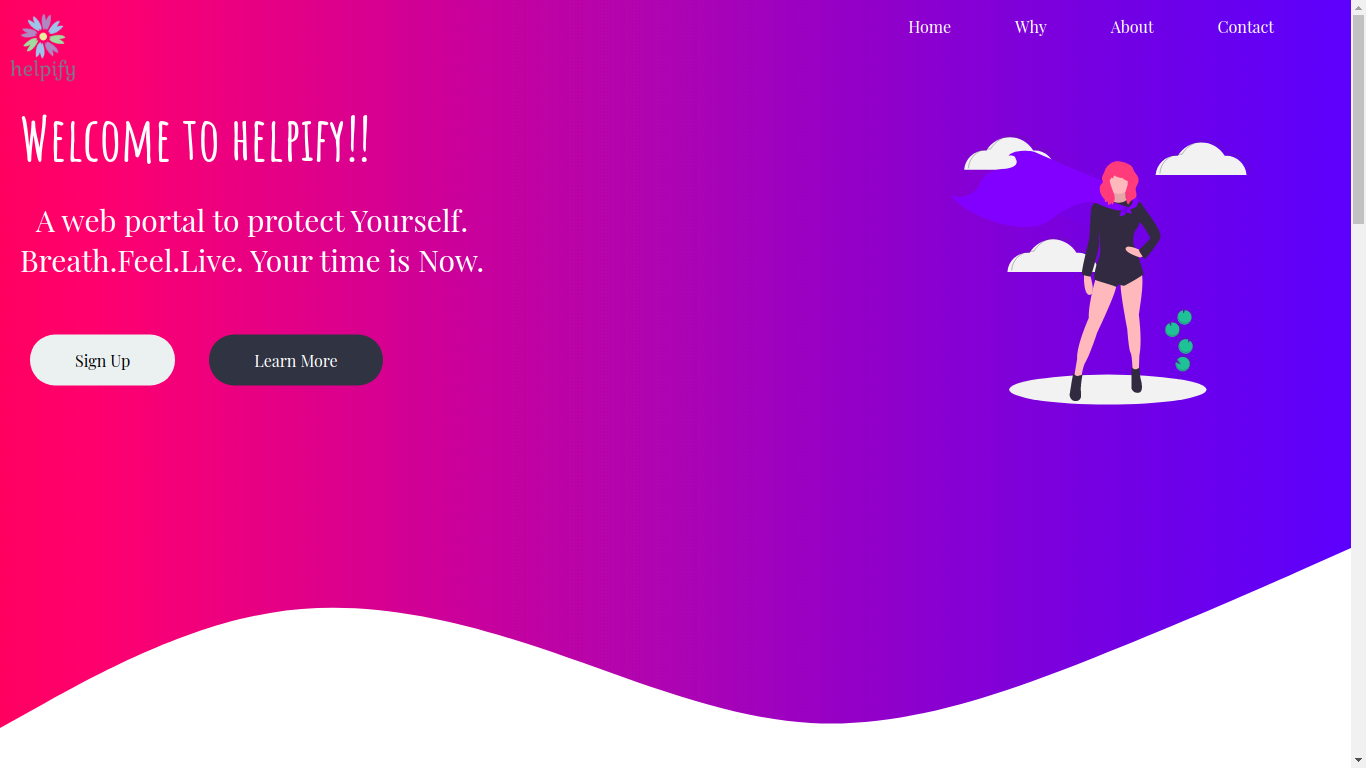 helpify
Home Why About Contact
Welcome to helpify!!
A web portal to protect Yourself.
Breath.Feel.Live. Your time is Now.
Sign Up Learn More